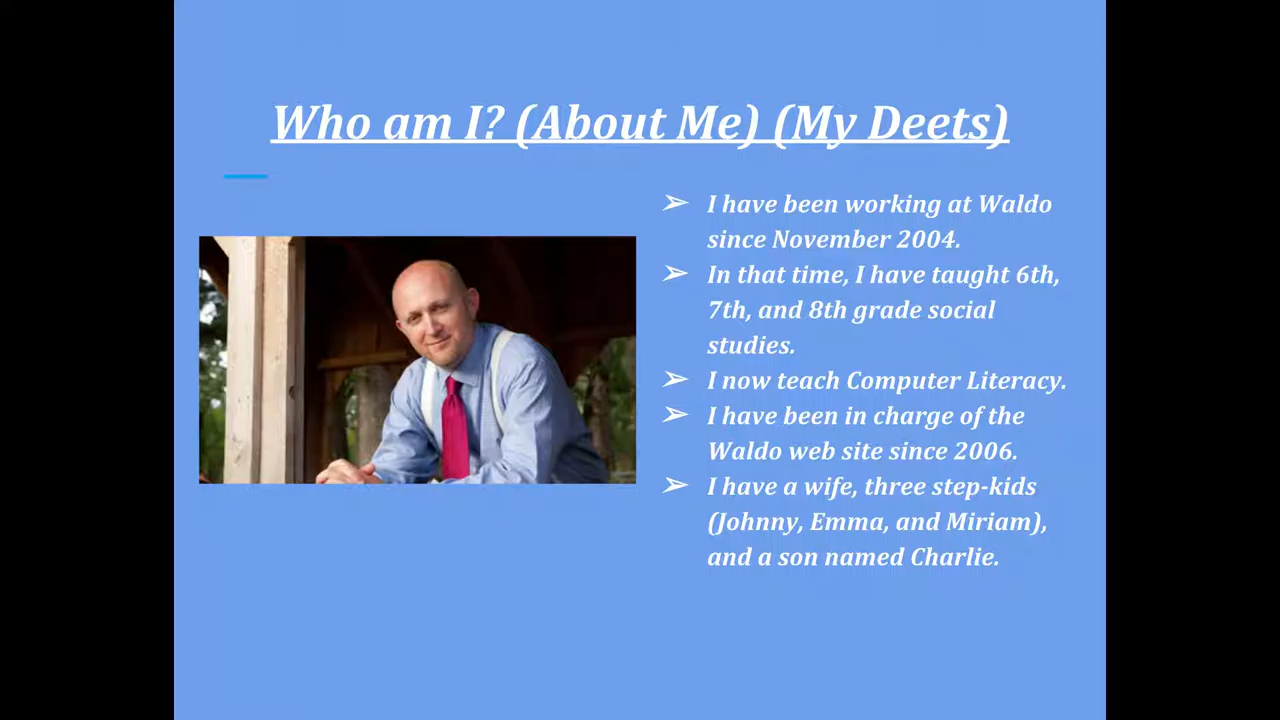 Who am I? (About Me) (My Deets)
➢ I have been working at Waldo
since November 2004.
➢ In that time, I have taught 6th,
7th, and 8th grade social
studies.
➢ I now teach Computer Literacy.
➢ I have been in charge of the
Waldo web site since 2006.
➢ I have a wife, three step-kids
(Johnny, Emma, and Miriam),
and a son named Charlie.